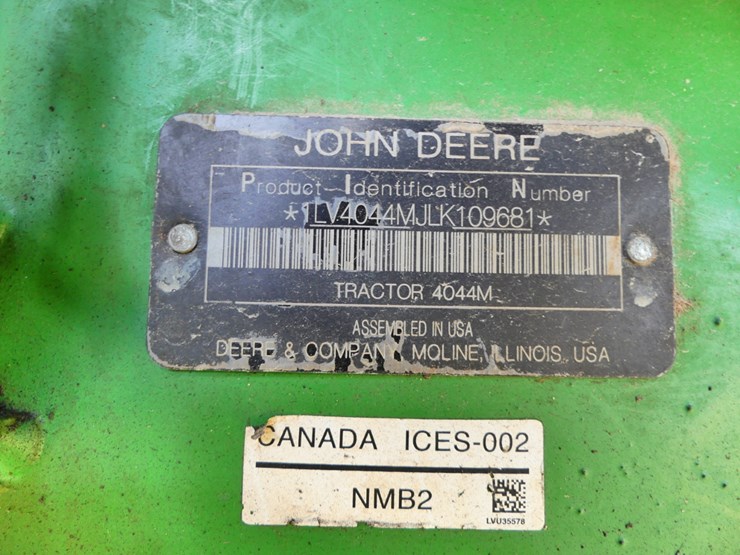 JOHN DEERE
Product Identification Number
*1LV4044MJLK109681*
TRACTOR 4044M
ASSEMBLED IN USA
DEERE & COMPANY MOLINE, ILLINOIS USA
CANADA ICES-002
NMB2
LVU35578